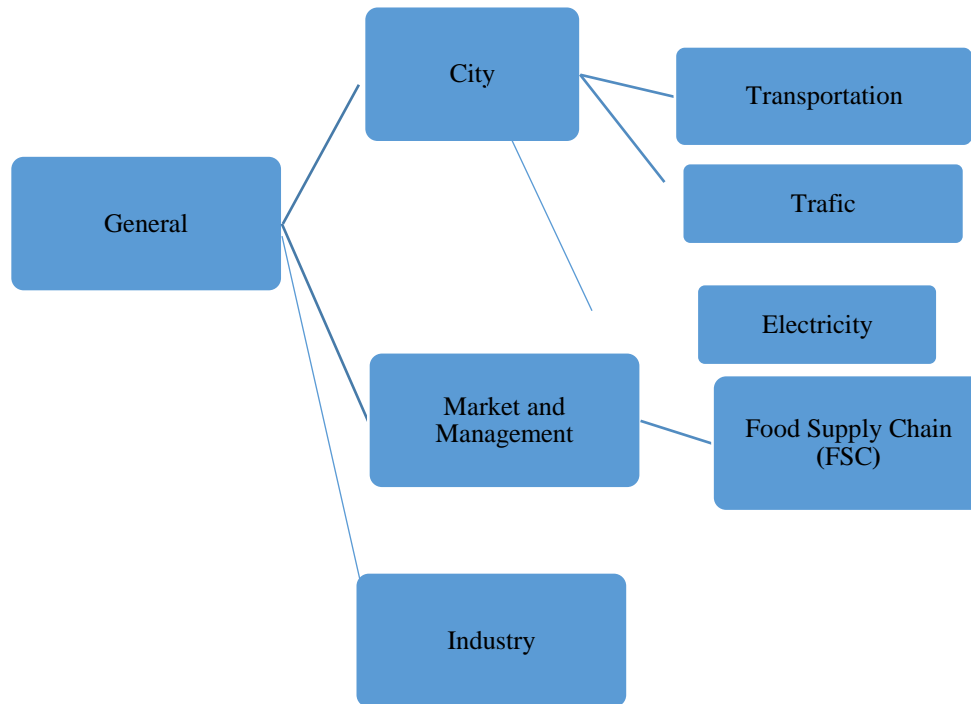 City
Transportation
Trafic
General
Electricity
Market and
Management
Food Supply Chain
(FSC)
Industry